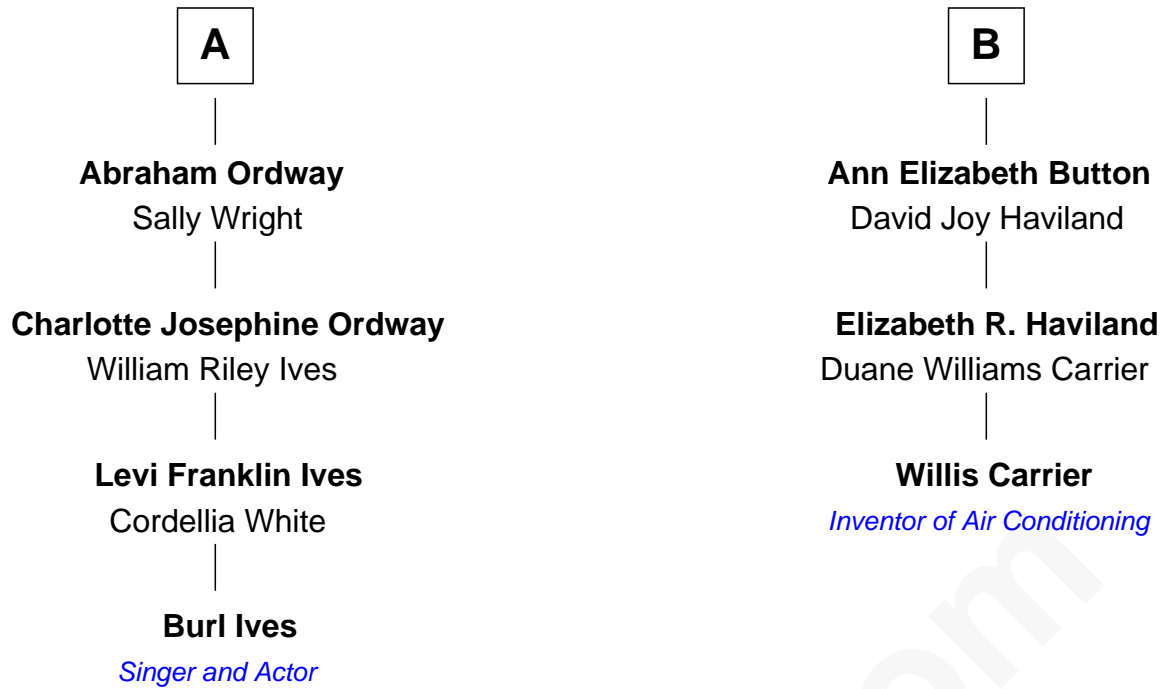 A
Abraham Ordway
Sally Wright
Charlotte Josephine Ordway
William Riley Ives
Levi Franklin Ives
Cordellia White
Burl Ives
Singer and Actor
B
Ann Elizabeth Button
David Joy Haviland
Elizabeth R. Haviland
Duane Williams Carrier
Willis Carrier
Inventor of Air Conditioning
om